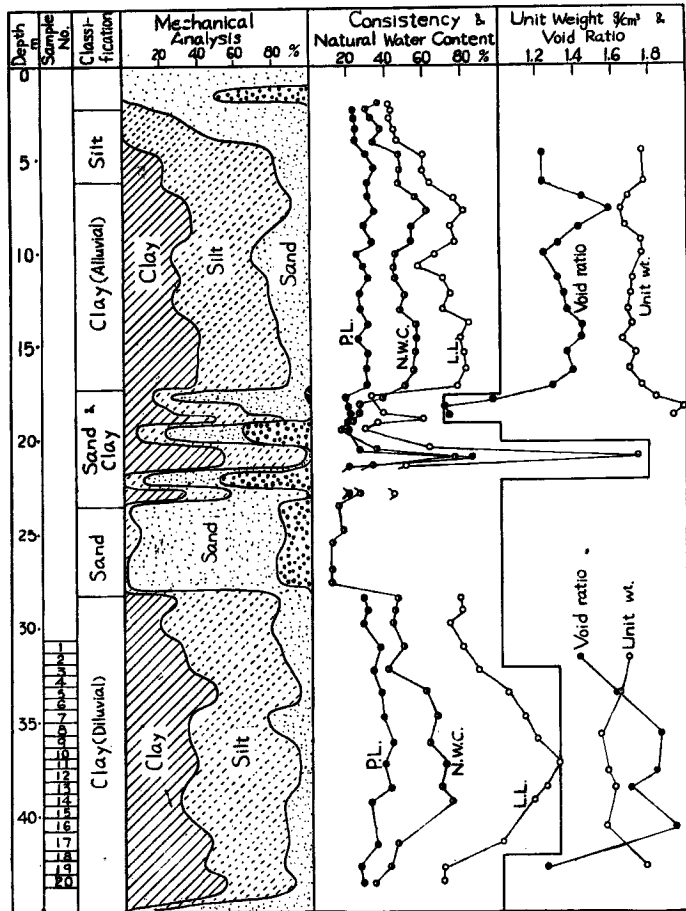 Depth m
Sample No.
Classi-fication
Mechanical Analysis
20 40 60 80 %
Consistency & Natural Water Content
20 40 60 80 %
Unit Weight g/cm³ & Void Ratio
1.2 1.4 1.6 1.8
0
5
10
15
20
25
30
35
40
Silt
Clay (Alluvial)
Sand & Clay
Sand
Clay (Diluvial)
Clay
Silt
Sand
P.L.
N.W.C.
L.L.
Void ratio
Unit wt.
Sand
1
2
3
4
5
6
7
8
9
10
11
12
13
14
15
16
17
18
19
20
Clay
Silt
P.L.
N.W.C.
L.L.
Void ratio
Unit wt.